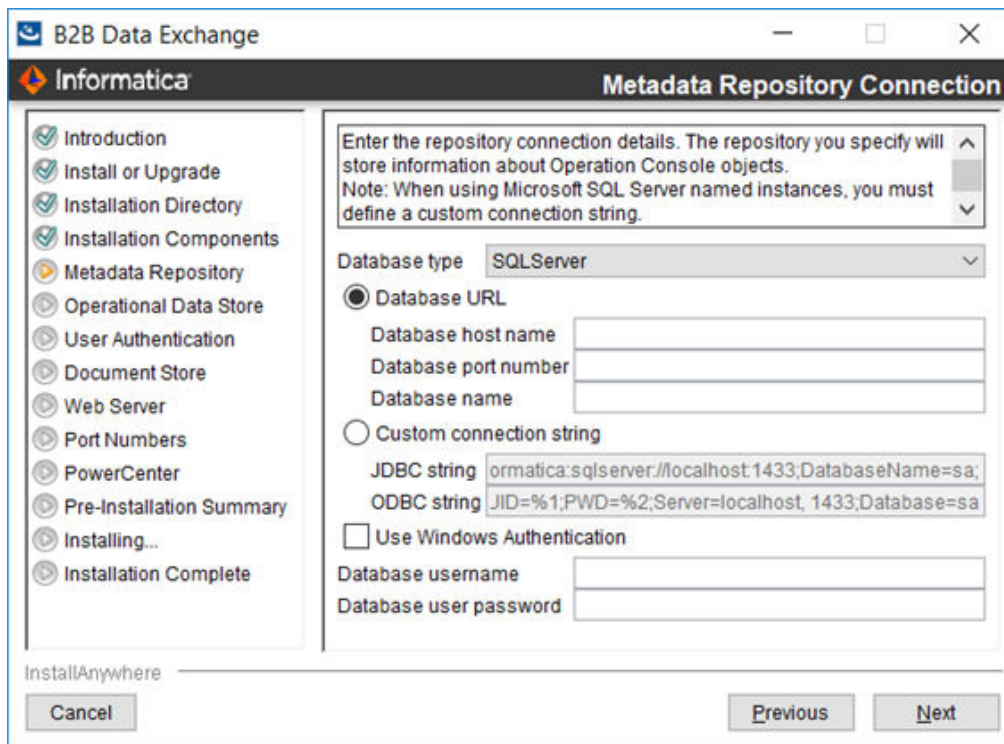 B2B Data Exchange
Informatica
Metadata Repository Connection
Introduction
Install or Upgrade
Installation Directory
Installation Components
Metadata Repository
Operational Data Store
User Authentication
Document Store
Web Server
Port Numbers
PowerCenter
Pre-Installation Summary
Installing...
Installation Complete
Enter the repository connection details. The repository you specify will
store information about Operation Console objects.
Note: When using Microsoft SQL Server named instances, you must
define a custom connection string.
Database type SQLServer
Database URL
Database host name
Database port number
Database name
Custom connection string
JDBC string ormatica:sqlserver://localhost:1433;DatabaseName=sa;
ODBC string JID=%1;PWD=%2;Server=localhost, 1433;Database=sa
Use Windows Authentication
Database username
Database user password
InstallAnywhere
Cancel
Previous
Next